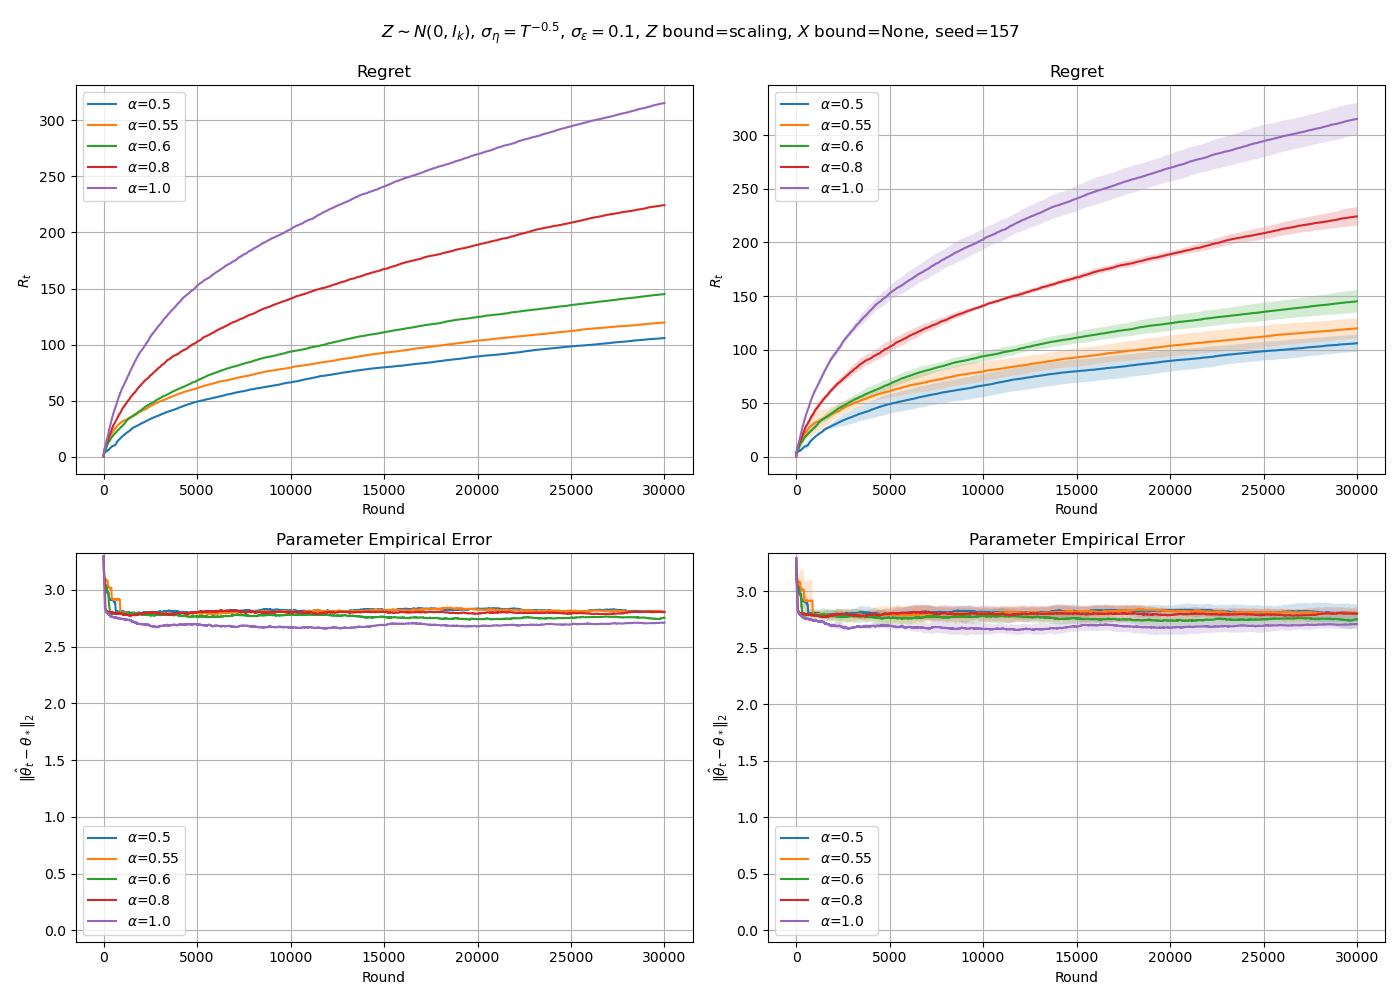 Z ∼ N(0, I_k), σ_η = T^{−0.5}, σ_ε = 0.1, Z bound=scaling, X bound=None, seed=157
Regret
α=0.5
α=0.55
α=0.6
α=0.8
α=1.0
R_t
300
250
200
150
100
50
0
0 5000 10000 15000 20000 25000 30000
Round
Regret
α=0.5
α=0.55
α=0.6
α=0.8
α=1.0
R_t
300
250
200
150
100
50
0
0 5000 10000 15000 20000 25000 30000
Round
Parameter Empirical Error
‖θ̂_t − θ_*‖_2
3.0
2.5
2.0
1.5
1.0
0.5
0.0
α=0.5
α=0.55
α=0.6
α=0.8
α=1.0
0 5000 10000 15000 20000 25000 30000
Round
Parameter Empirical Error
‖θ̂_t − θ_*‖_2
3.0
2.5
2.0
1.5
1.0
0.5
0.0
α=0.5
α=0.55
α=0.6
α=0.8
α=1.0
0 5000 10000 15000 20000 25000 30000
Round